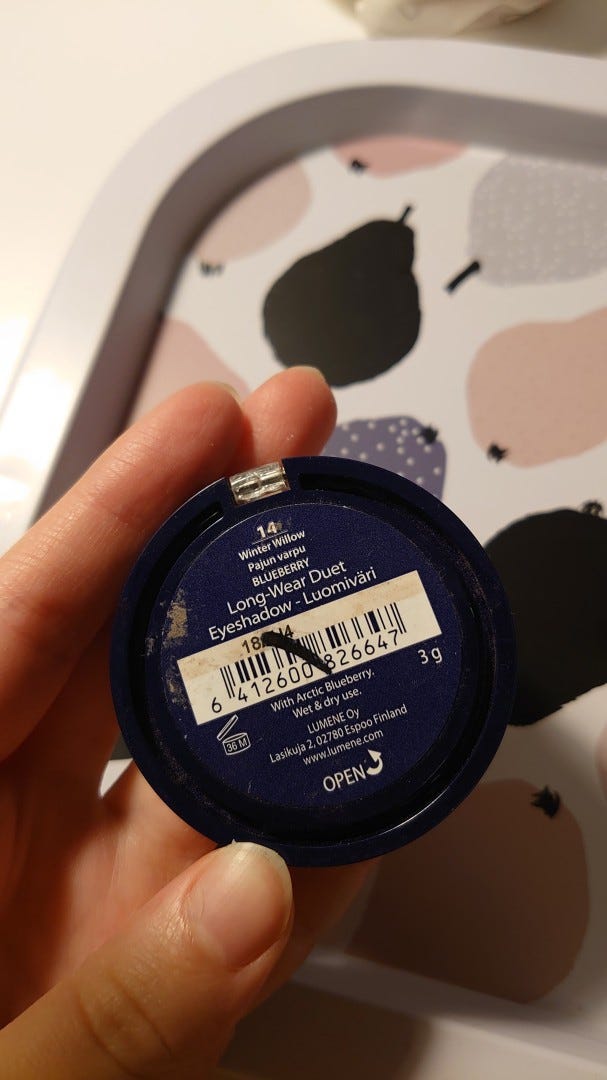 14
Winter Willow
Pajun varpu
BLUEBERRY
Long-Wear Duet
Eyeshadow - Luomiväri
6 412600 826647
3 g
With Arctic Blueberry.
Wet & dry use.
36 M
LUMENE Oy
Lasikuja 2, 02780 Espoo Finland
www.lumene.com
OPEN